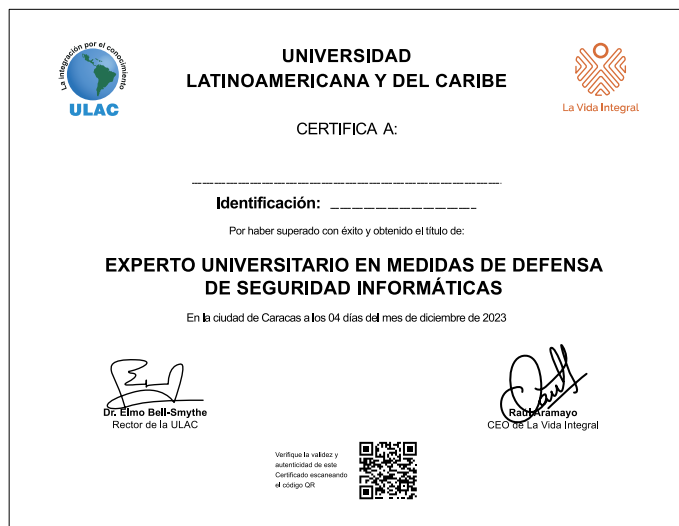 La integración por el conocimiento
ULAC
UNIVERSIDAD
LATINOAMERICANA Y DEL CARIBE
La Vida Integral
CERTIFICA A:
Identificación:
Por haber superado con éxito y obtenido el título de:
EXPERTO UNIVERSITARIO EN MEDIDAS DE DEFENSA
DE SEGURIDAD INFORMÁTICAS
En la ciudad de Caracas a los 04 días del mes de diciembre de 2023
Dr. Elmo Bell-Smythe
Rector de la ULAC
Raúl Aramayo
CEO de La Vida Integral
Verifique la validez y
autenticidad de este
Certificado escaneando
el código QR